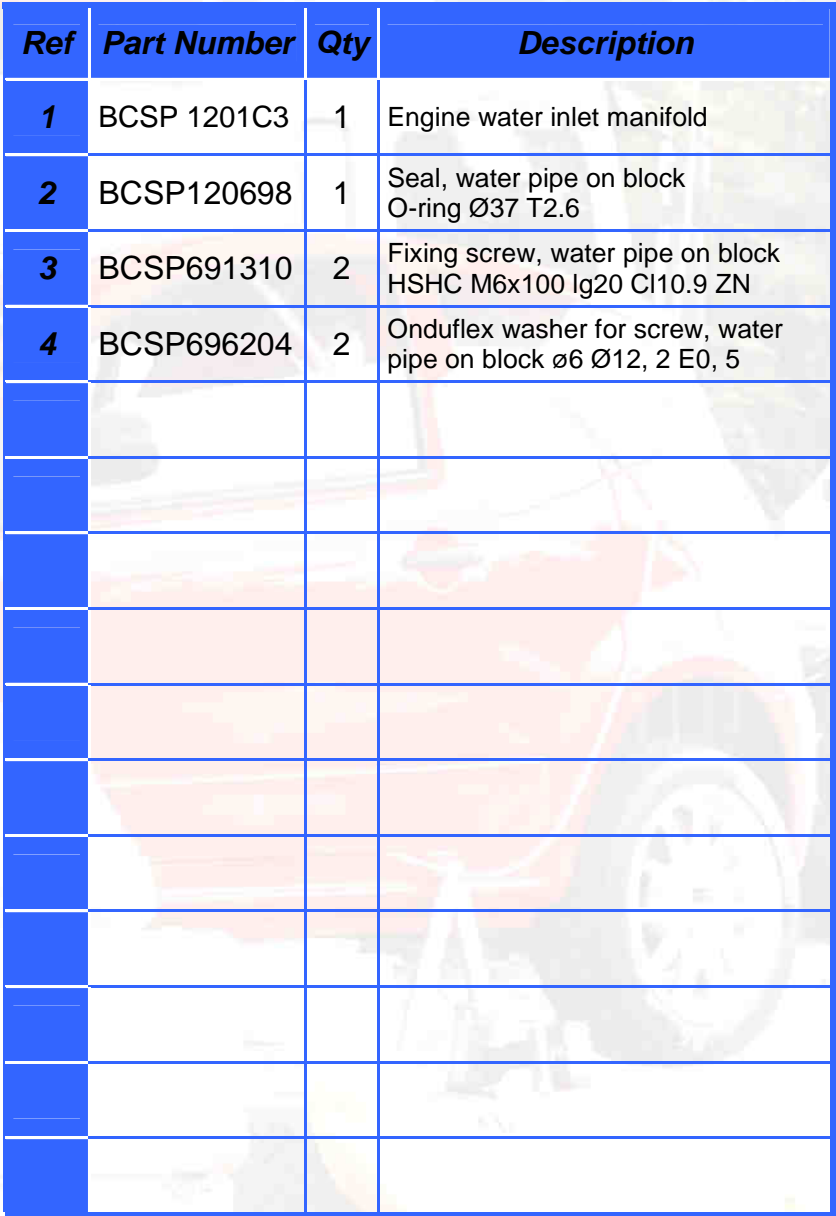 Ref Part Number Qty Description
1 BCSP 1201C3 1 Engine water inlet manifold
2 BCSP120698 1 Seal, water pipe on block
O-ring Ø37 T2.6
3 BCSP691310 2 Fixing screw, water pipe on block
HSHC M6x100 lg20 Cl10.9 ZN
4 BCSP696204 2 Onduflex washer for screw, water
pipe on block ø6 Ø12, 2 E0, 5